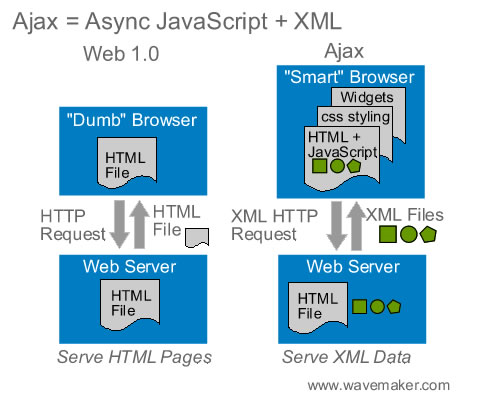 Ajax = Async JavaScript + XML
Web 1.0
Ajax
"Dumb" Browser
HTML
File
"Smart" Browser
Widgets
css styling
HTML +
JavaScript
HTTP
Request
HTML
File
XML HTTP
Request
XML Files
Web Server
HTML
File
Serve HTML Pages
Web Server
HTML
File
Serve XML Data
www.wavemaker.com